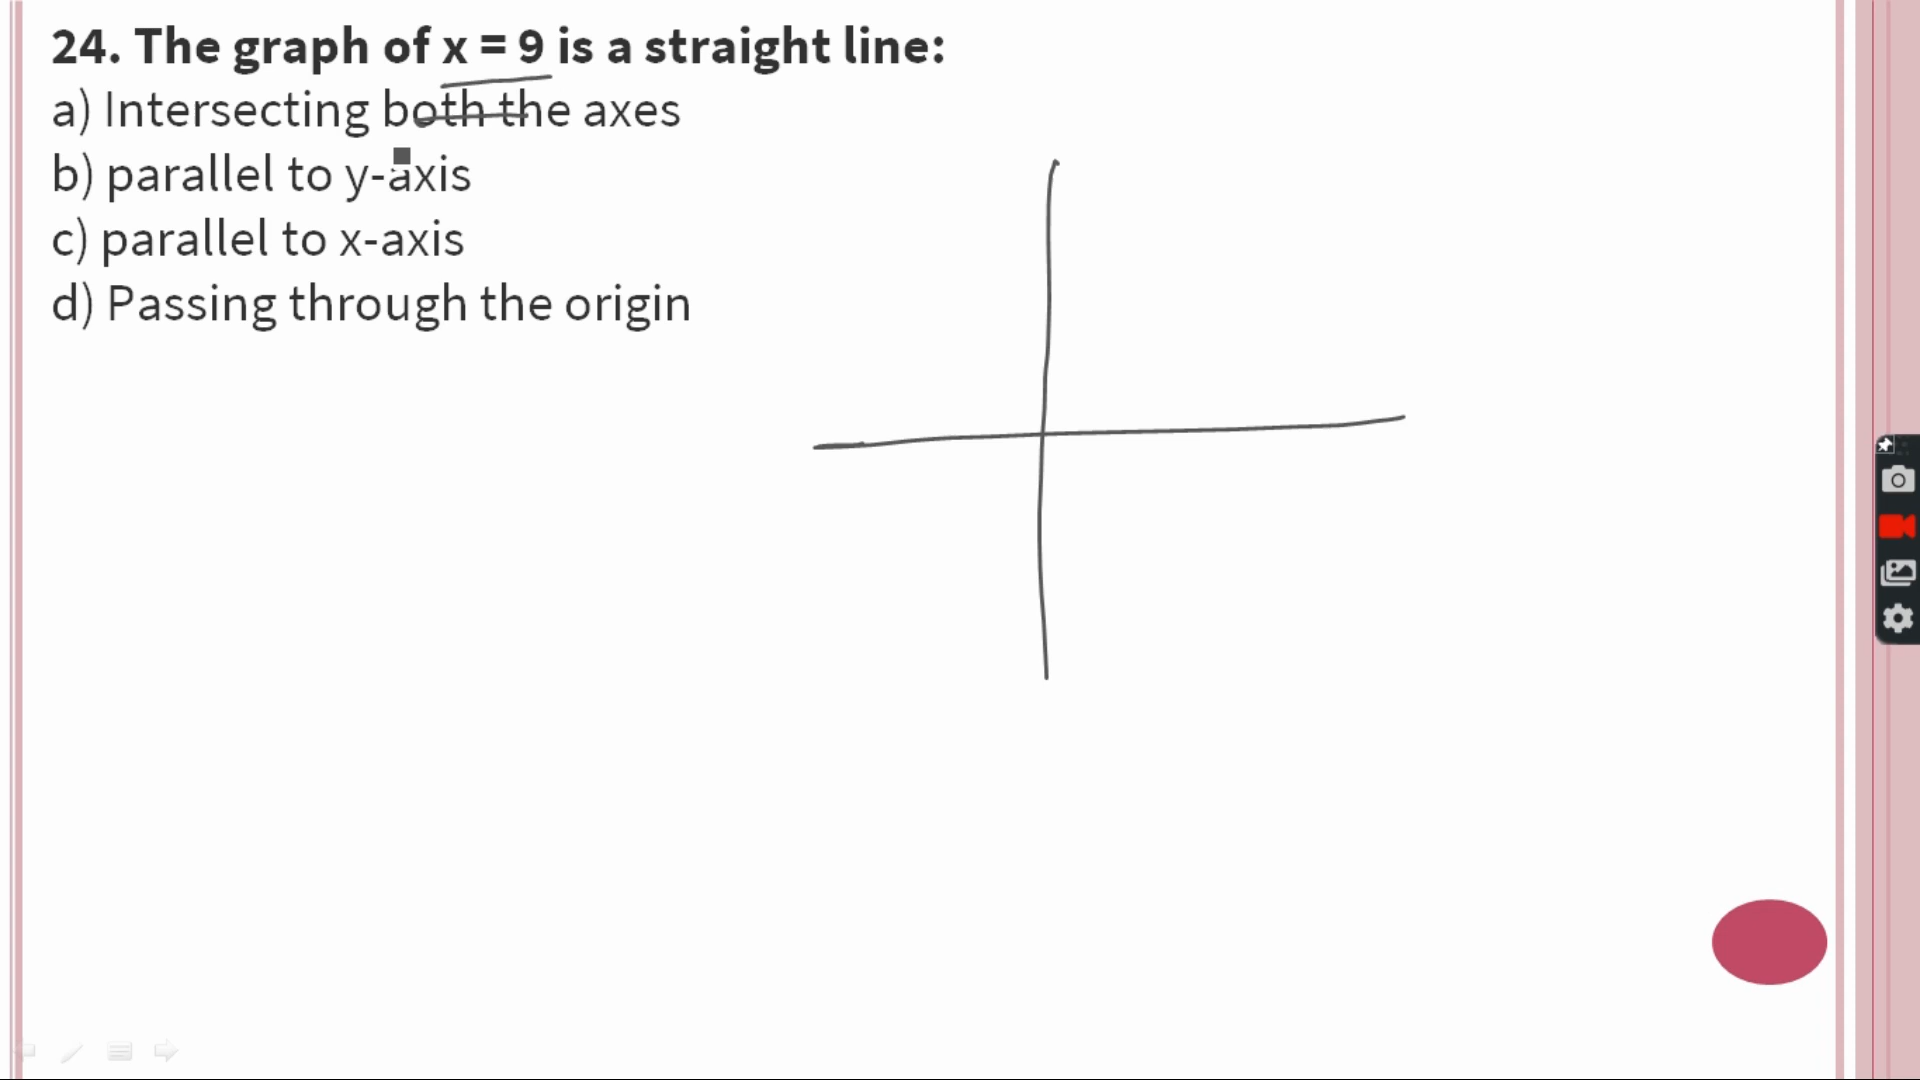 24. The graph of x = 9 is a straight line:
a) Intersecting both the axes
b) parallel to y-axis
c) parallel to x-axis
d) Passing through the origin